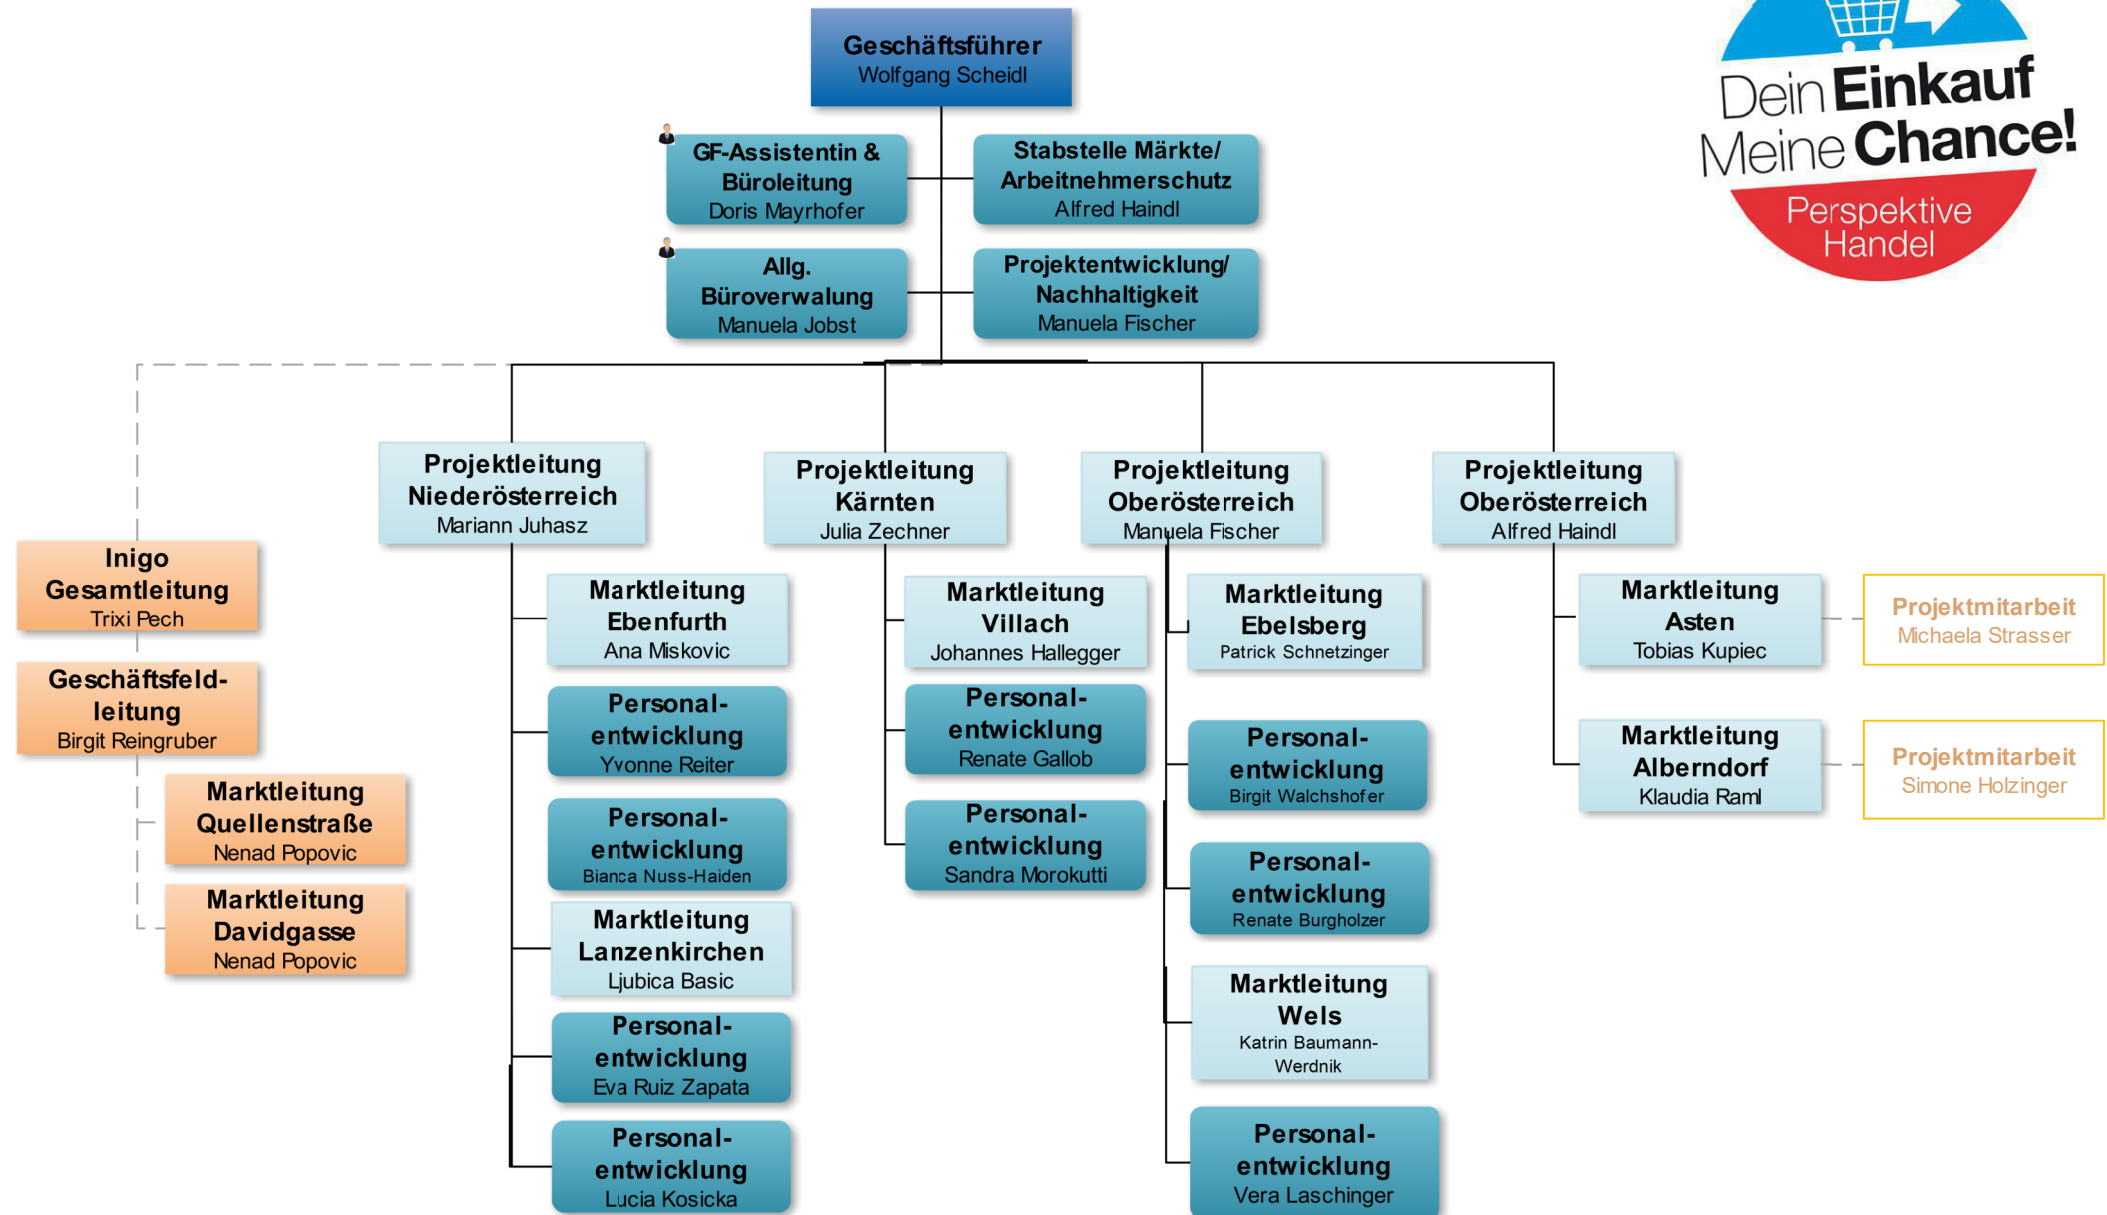 Geschäftsführer
Wolfgang Scheidl
Dein Einkauf
Meine Chance!
Perspektive
Handel
GF-Assistentin &
Büroleitung
Doris Mayrhofer
Stabstelle Märkte/
Arbeitnehmerschutz
Alfred Haindl
Allg.
Büroverwalung
Manuela Jobst
Projektentwicklung/
Nachhaltigkeit
Manuela Fischer
Inigo
Gesamtleitung
Trixi Pech
Geschäftsfeld-
leitung
Birgit Reingruber
Marktleitung
Quellenstraße
Nenad Popovic
Marktleitung
Davidgasse
Nenad Popovic
Projektleitung
Niederösterreich
Mariann Juhasz
Marktleitung
Ebenfurth
Ana Miskovic
Personal-
entwicklung
Yvonne Reiter
Personal-
entwicklung
Bianca Nuss-Haiden
Marktleitung
Lanzenkirchen
Ljubica Basic
Personal-
entwicklung
Eva Ruiz Zapata
Personal-
entwicklung
Lucia Kosicka
Projektleitung
Kärnten
Julia Zechner
Marktleitung
Villach
Johannes Hallegger
Personal-
entwicklung
Renate Gallob
Personal-
entwicklung
Sandra Morokutti
Projektleitung
Oberösterreich
Manuela Fischer
Marktleitung
Ebelsberg
Patrick Schnetzinger
Personal-
entwicklung
Birgit Walchshofer
Personal-
entwicklung
Renate Burgholzer
Marktleitung
Wels
Katrin Baumann-
Werdnik
Personal-
entwicklung
Vera Laschinger
Projektleitung
Oberösterreich
Alfred Haindl
Marktleitung
Asten
Tobias Kupiec
Projektmitarbeit
Michaela Strasser
Marktleitung
Alberndorf
Klaudia Raml
Projektmitarbeit
Simone Holzinger